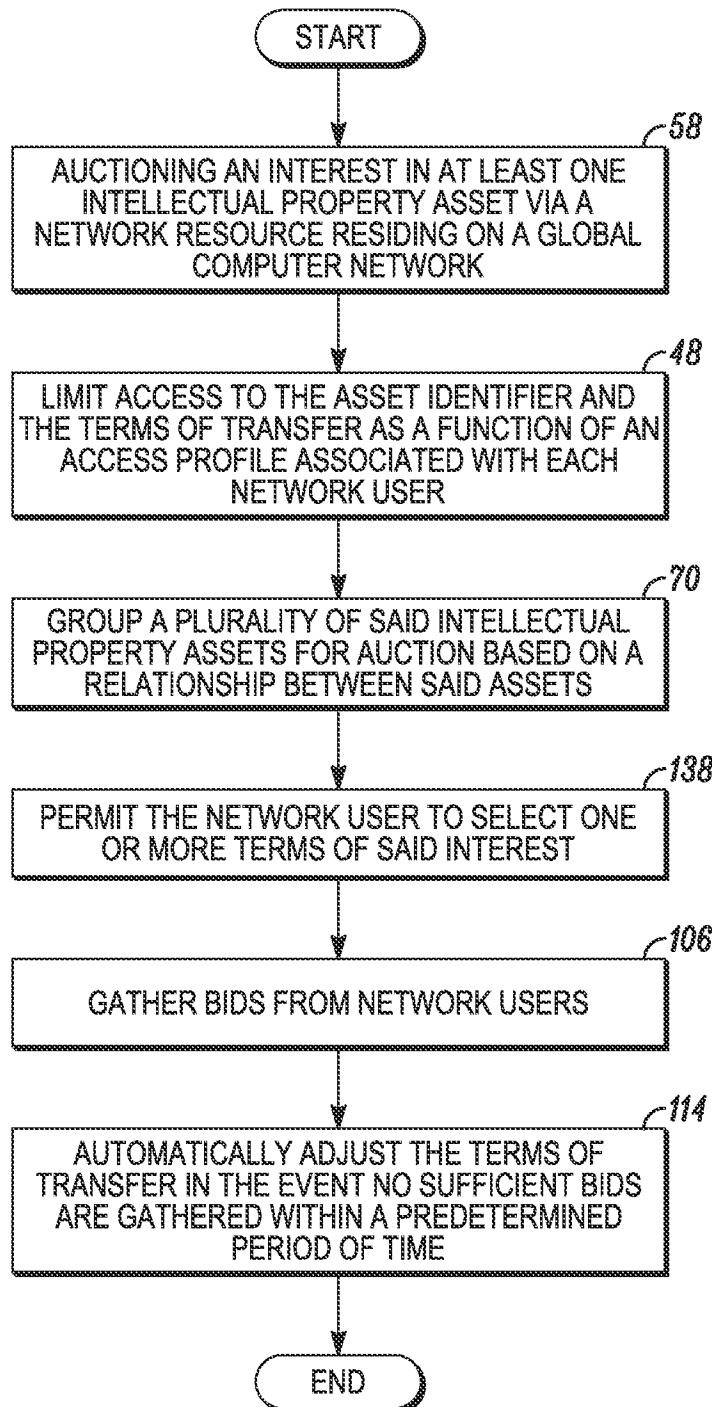 START
58
AUCTIONING AN INTEREST IN AT LEAST ONE
INTELLECTUAL PROPERTY ASSET VIA A
NETWORK RESOURCE RESIDING ON A GLOBAL
COMPUTER NETWORK
48
LIMIT ACCESS TO THE ASSET IDENTIFIER AND
THE TERMS OF TRANSFER AS A FUNCTION OF AN
ACCESS PROFILE ASSOCIATED WITH EACH
NETWORK USER
70
GROUP A PLURALITY OF SAID INTELLECTUAL
PROPERTY ASSETS FOR AUCTION BASED ON A
RELATIONSHIP BETWEEN SAID ASSETS
138
PERMIT THE NETWORK USER TO SELECT ONE
OR MORE TERMS OF SAID INTEREST
106
GATHER BIDS FROM NETWORK USERS
114
AUTOMATICALLY ADJUST THE TERMS OF
TRANSFER IN THE EVENT NO SUFFICIENT BIDS
ARE GATHERED WITHIN A PREDETERMINED
PERIOD OF TIME
END